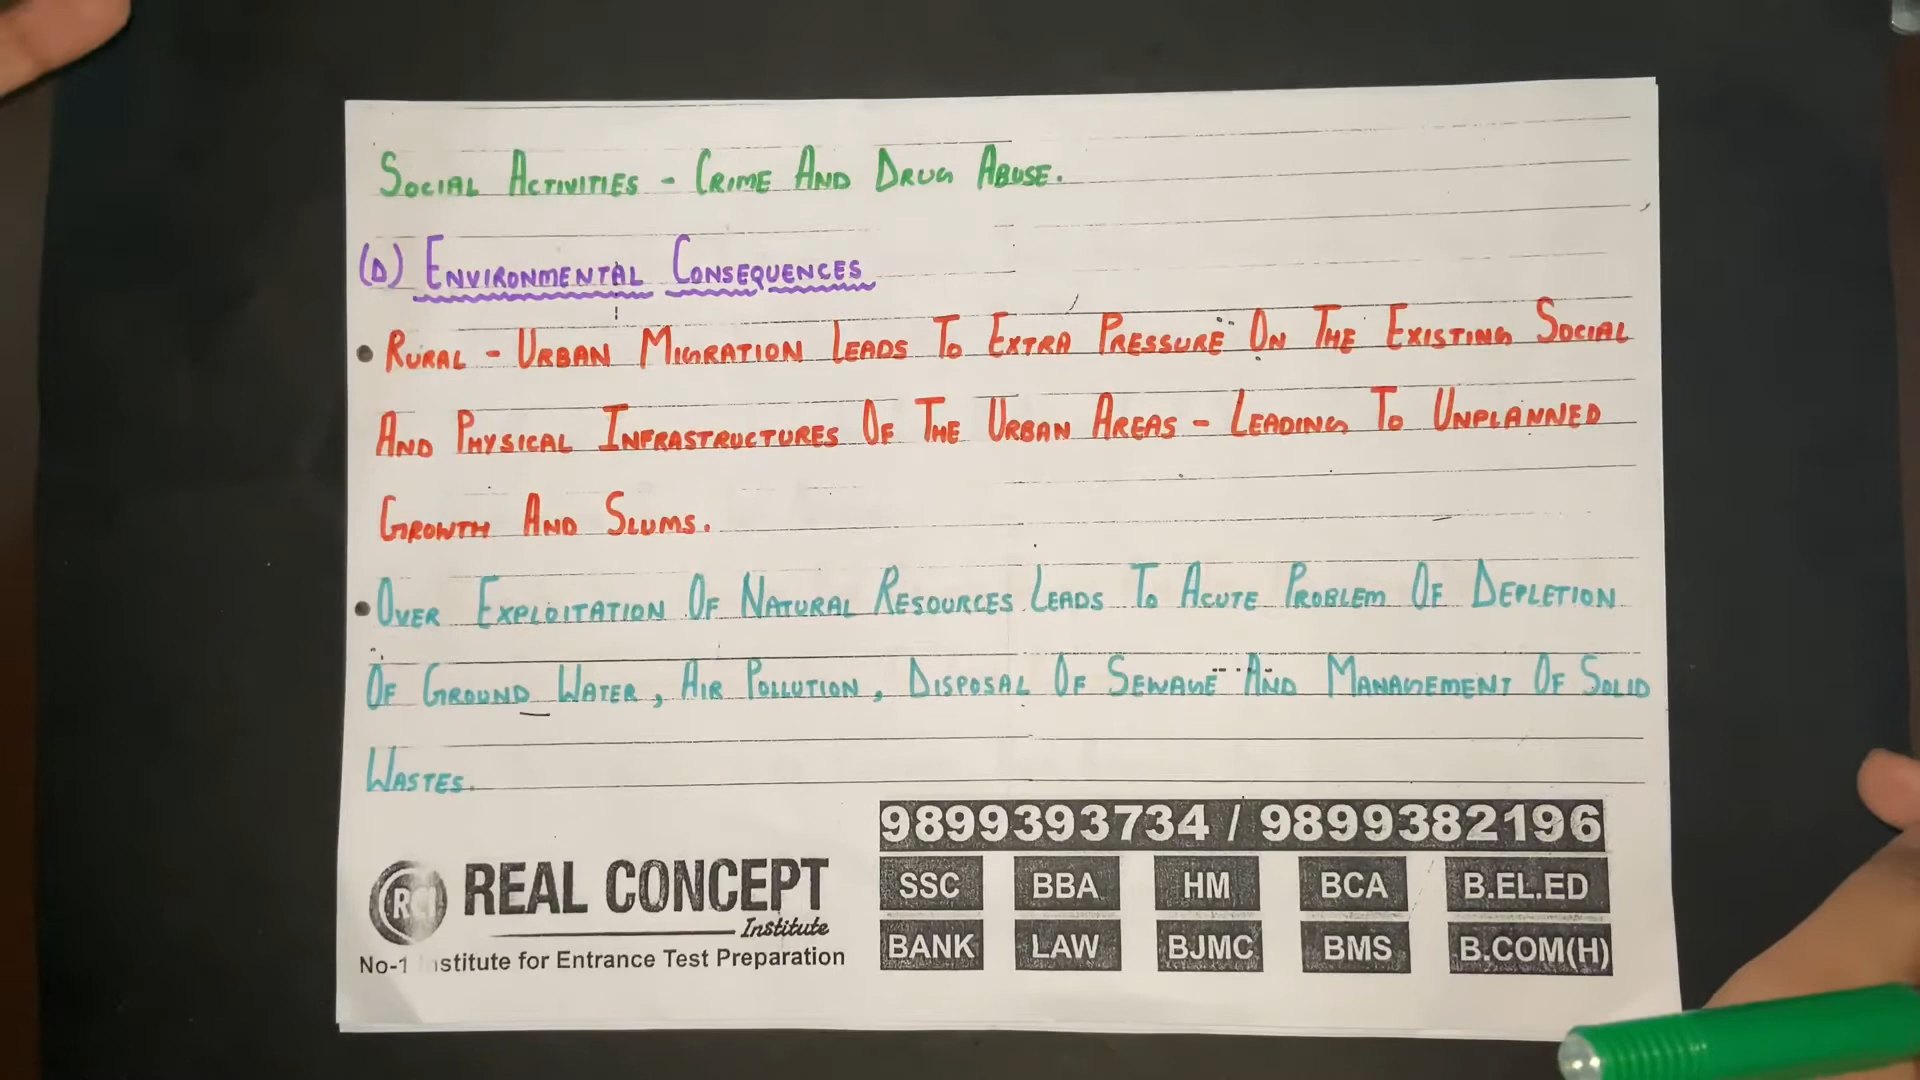 SOCIAL ACTIVITIES - CRIME AND DRUG ABUSE.
(D) ENVIRONMENTAL CONSEQUENCES
• RURAL - URBAN MIGRATION LEADS TO EXTRA PRESSURE ON THE EXISTING SOCIAL
AND PHYSICAL INFRASTRUCTURES OF THE URBAN AREAS - LEADING TO UNPLANNED
GROWTH AND SLUMS.
• OVER EXPLOITATION OF NATURAL RESOURCES LEADS TO ACUTE PROBLEM OF DEPLETION
OF GROUND WATER, AIR POLLUTION, DISPOSAL OF SEWAGE AND MANAGEMENT OF SOLID
WASTES.
9899393734 / 9899382196
RCI REAL CONCEPT
Institute
No-1 Institute for Entrance Test Preparation
SSC BBA HM BCA B.EL.ED
BANK LAW BJMC BMS B.COM(H)